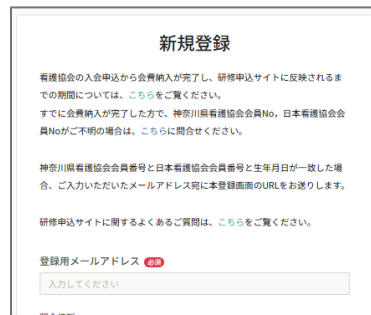 新規登録
看護協会の入会申込から会費納入が完了し、研修申込サイトに反映されるま
での期間については、こちらをご覧ください。
すでに会費納入が完了した方で、神奈川県看護協会会員No，日本看護協会会
員Noがご不明の場合は、こちらに問合せください。
神奈川県看護協会会員番号と日本看護協会会員番号と生年月日が一致した場
合、ご入力いただいたメールアドレス宛に本登録画面のURLをお送りします。
研修申込サイトに関するよくあるご質問は、こちらをご覧ください。
登録用メールアドレス 必須
入力してください